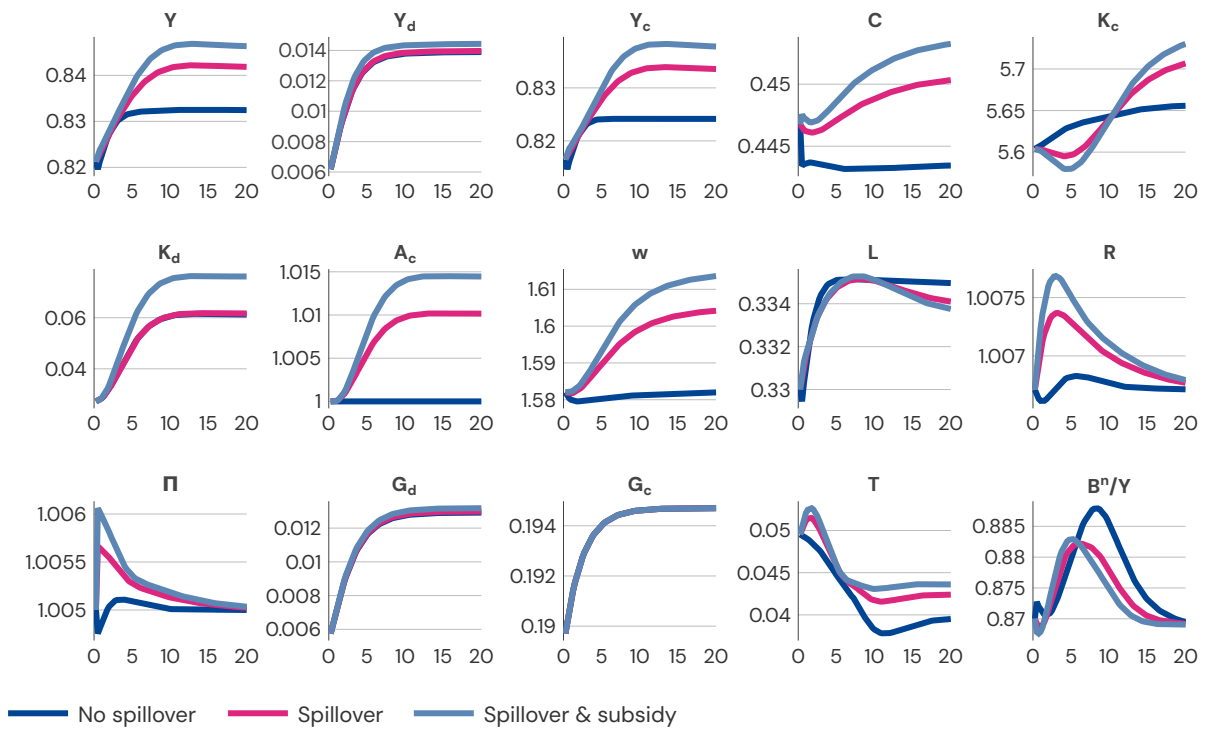 Y Y_d Y_c C K_c
0.84 0.83 0.82
0 5 10 15 20
0.014 0.012 0.01 0.008 0.006
0 5 10 15 20
0.83 0.82
0 5 10 15 20
0.45 0.445
0 5 10 15 20
5.7 5.6
0 5 10 15 20
K_d A_c w L R
0.06 0.04
0 5 10 15 20
1.015 1.01 1.005 1
0 5 10 15 20
1.61 1.6 1.59 1.58
0 5 10 15 20
0.334 0.332 0.33
0 5 10 15 20
1.0075 1.007
0 5 10 15 20
Π G_d G_c T B^n/Y
1.006 1.0055 1.005
0 5 10 15 20
0.012 0.01 0.008 0.006
0 5 10 15 20
0.194 0.192 0.19
0 5 10 15 20
0.05 0.045 0.04
0 5 10 15 20
0.885 0.88 0.875 0.87
0 5 10 15 20
No spillover Spillover Spillover & subsidy